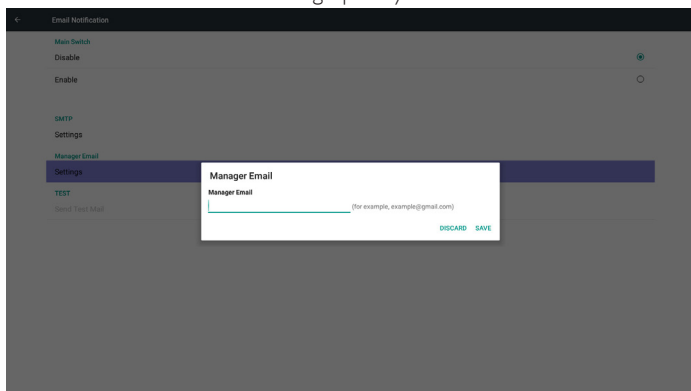 Email Notification
Main Switch
Disable
Enable
SMTP
Settings
Manager Email
Settings
TEST
Send Test Mail
Manager Email
Manager Email
(for example, example@gmail.com)
DISCARD SAVE